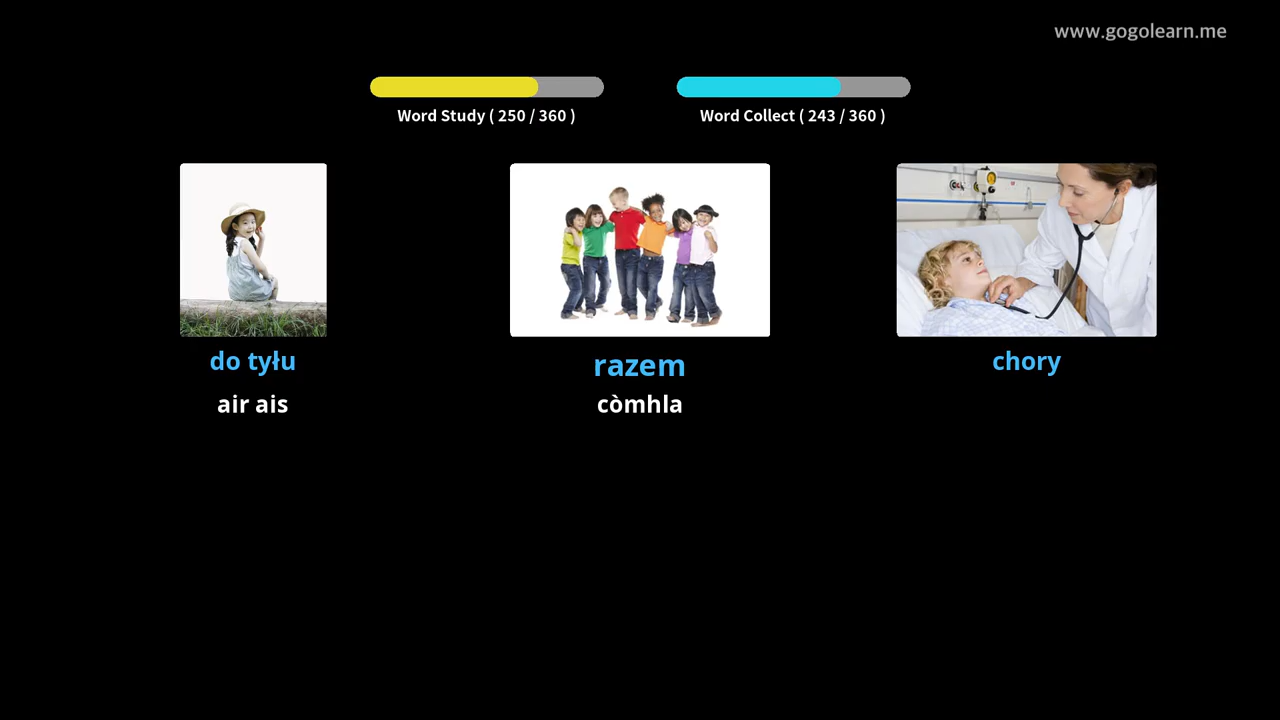 www.gogolearn.me
Word Study ( 250 / 360 )
Word Collect ( 243 / 360 )
do tyłu
razem
chory
air ais
còmhla